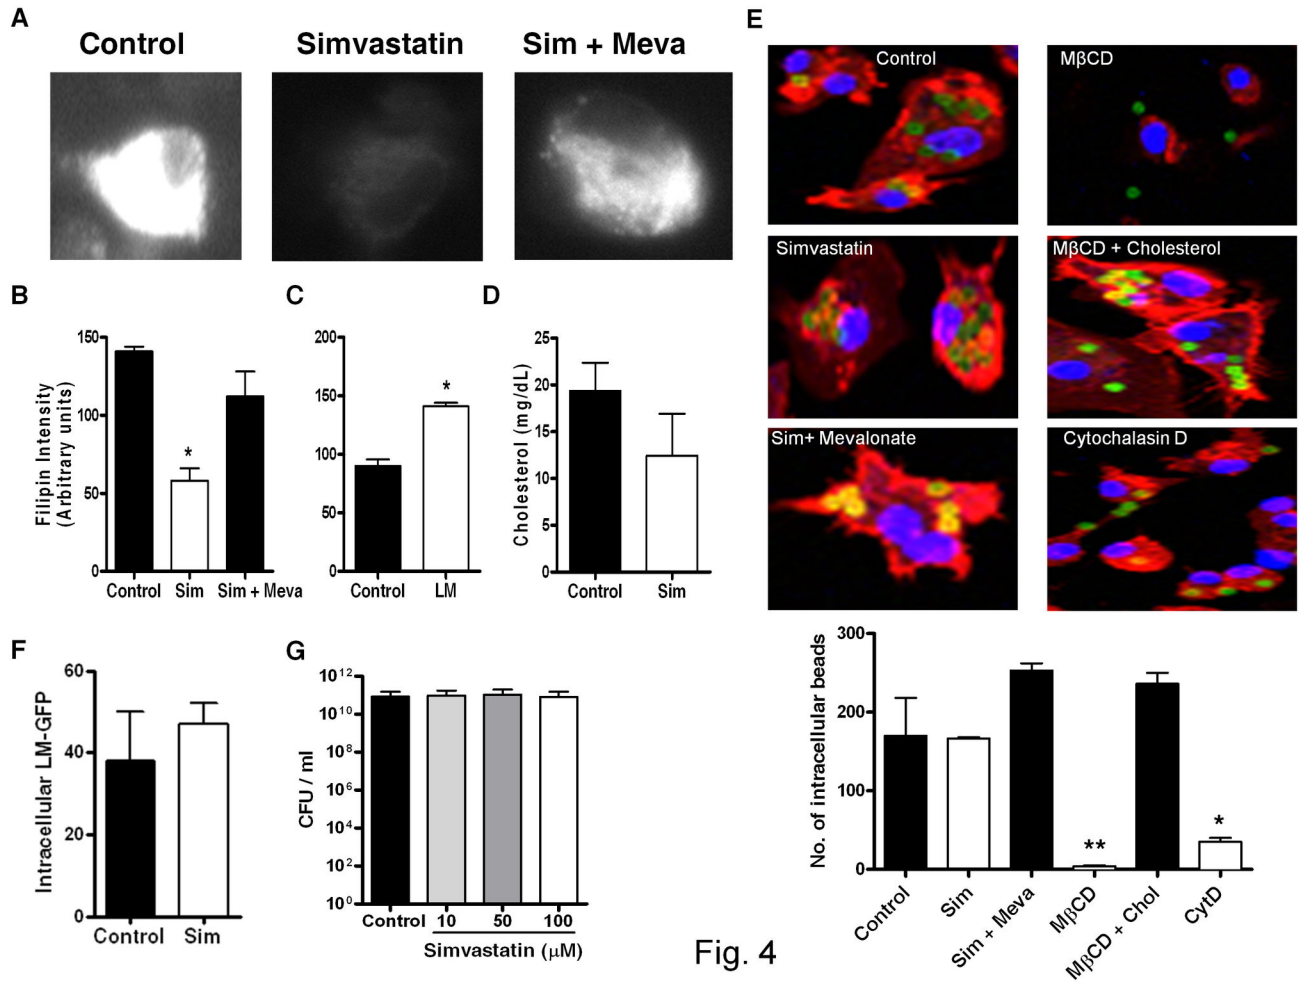 A
Control
Simvastatin
Sim + Meva
B
Filipin Intensity
(Arbitrary units)
150
100
50
0
*
Control
Sim
Sim + Meva
C
200
150
100
50
0
*
Control
LM
D
Cholesterol (mg/dL)
25
20
15
10
5
0
Control
Sim
E
Control
MβCD
Simvastatin
MβCD + Cholesterol
Sim+ Mevalonate
Cytochalasin D
No. of intracellular beads
300
200
100
0
**
*
Control
Sim
Sim + Meva
MβCD
MβCD + Chol
CytD
F
Intracellular LM-GFP
60
40
20
0
Control
Sim
G
CFU / ml
10¹²
10¹⁰
10⁸
10⁶
10⁴
10²
10⁰
Control
10
50
100
Simvastatin (μM)
Fig. 4